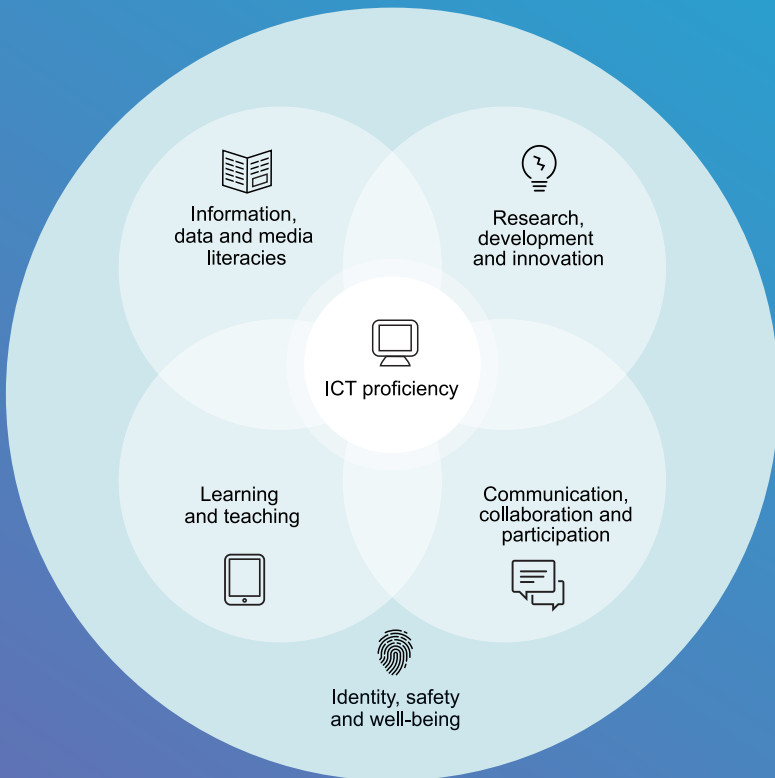 Information,
data and media
literacies
Research,
development
and innovation
ICT proficiency
Learning
and teaching
Communication,
collaboration and
participation
Identity, safety
and well-being